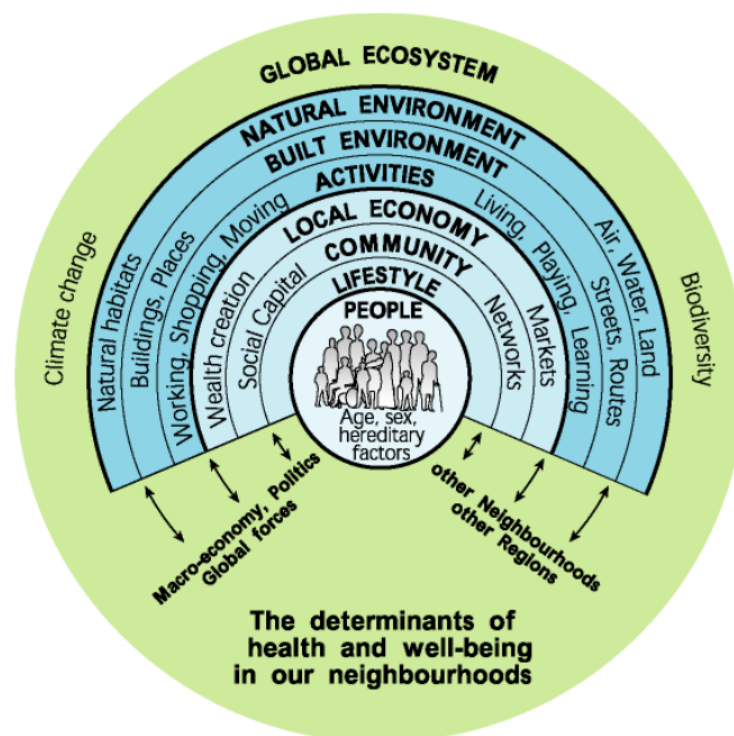 GLOBAL ECOSYSTEM
NATURAL ENVIRONMENT
BUILT ENVIRONMENT
ACTIVITIES
LOCAL ECONOMY
COMMUNITY
LIFESTYLE
PEOPLE
Age, sex,
hereditary
factors
Climate change
Natural habitats
Buildings, Places
Working, Shopping, Moving
Wealth creation
Social Capital
Networks
Markets
Living, Playing, Learning
Streets, Routes
Air, Water, Land
Biodiversity
Macro-economy, Politics
Global forces
other Neighbourhoods
other Regions
The determinants of
health and well-being
in our neighbourhoods